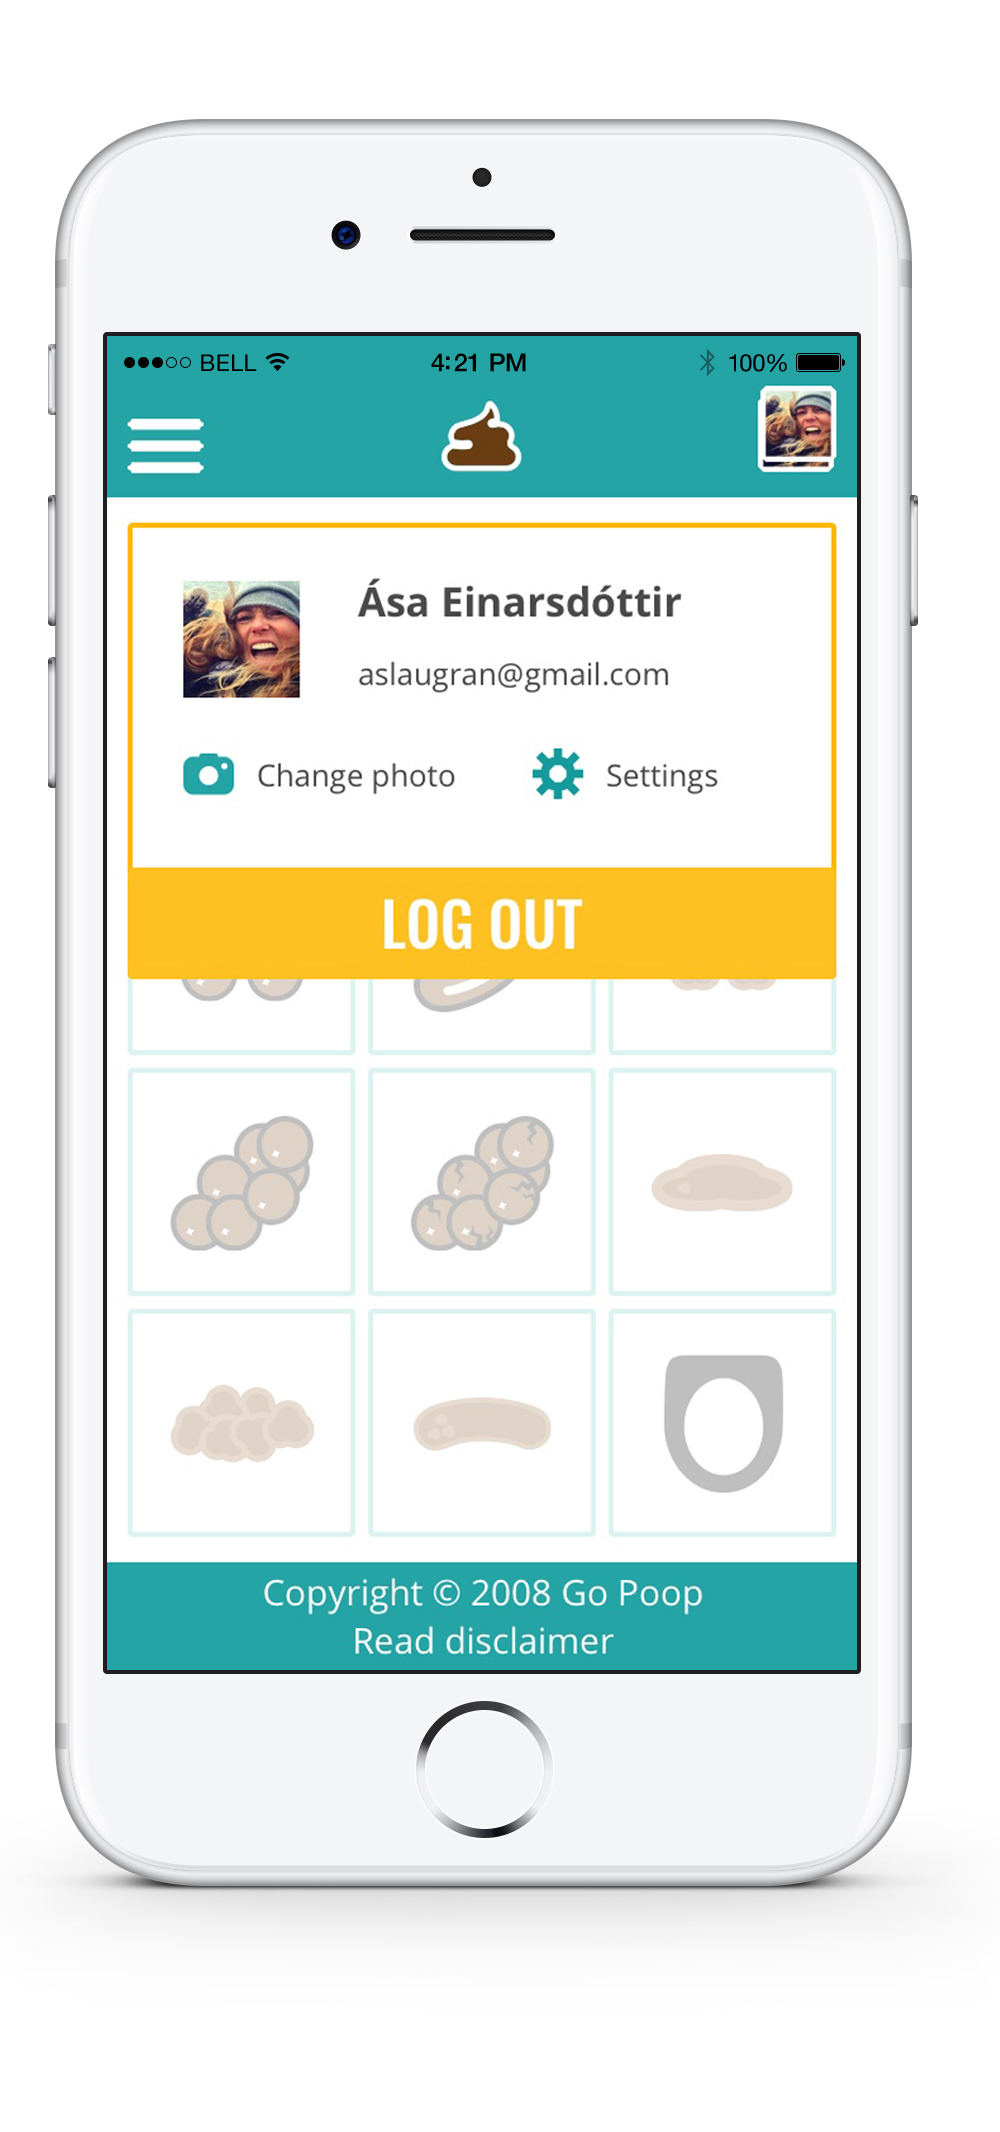 BELL 4:21 PM 100%
Ása Einarsdóttir
aslaugran@gmail.com
Change photo Settings
LOG OUT
Copyright © 2008 Go Poop
Read disclaimer